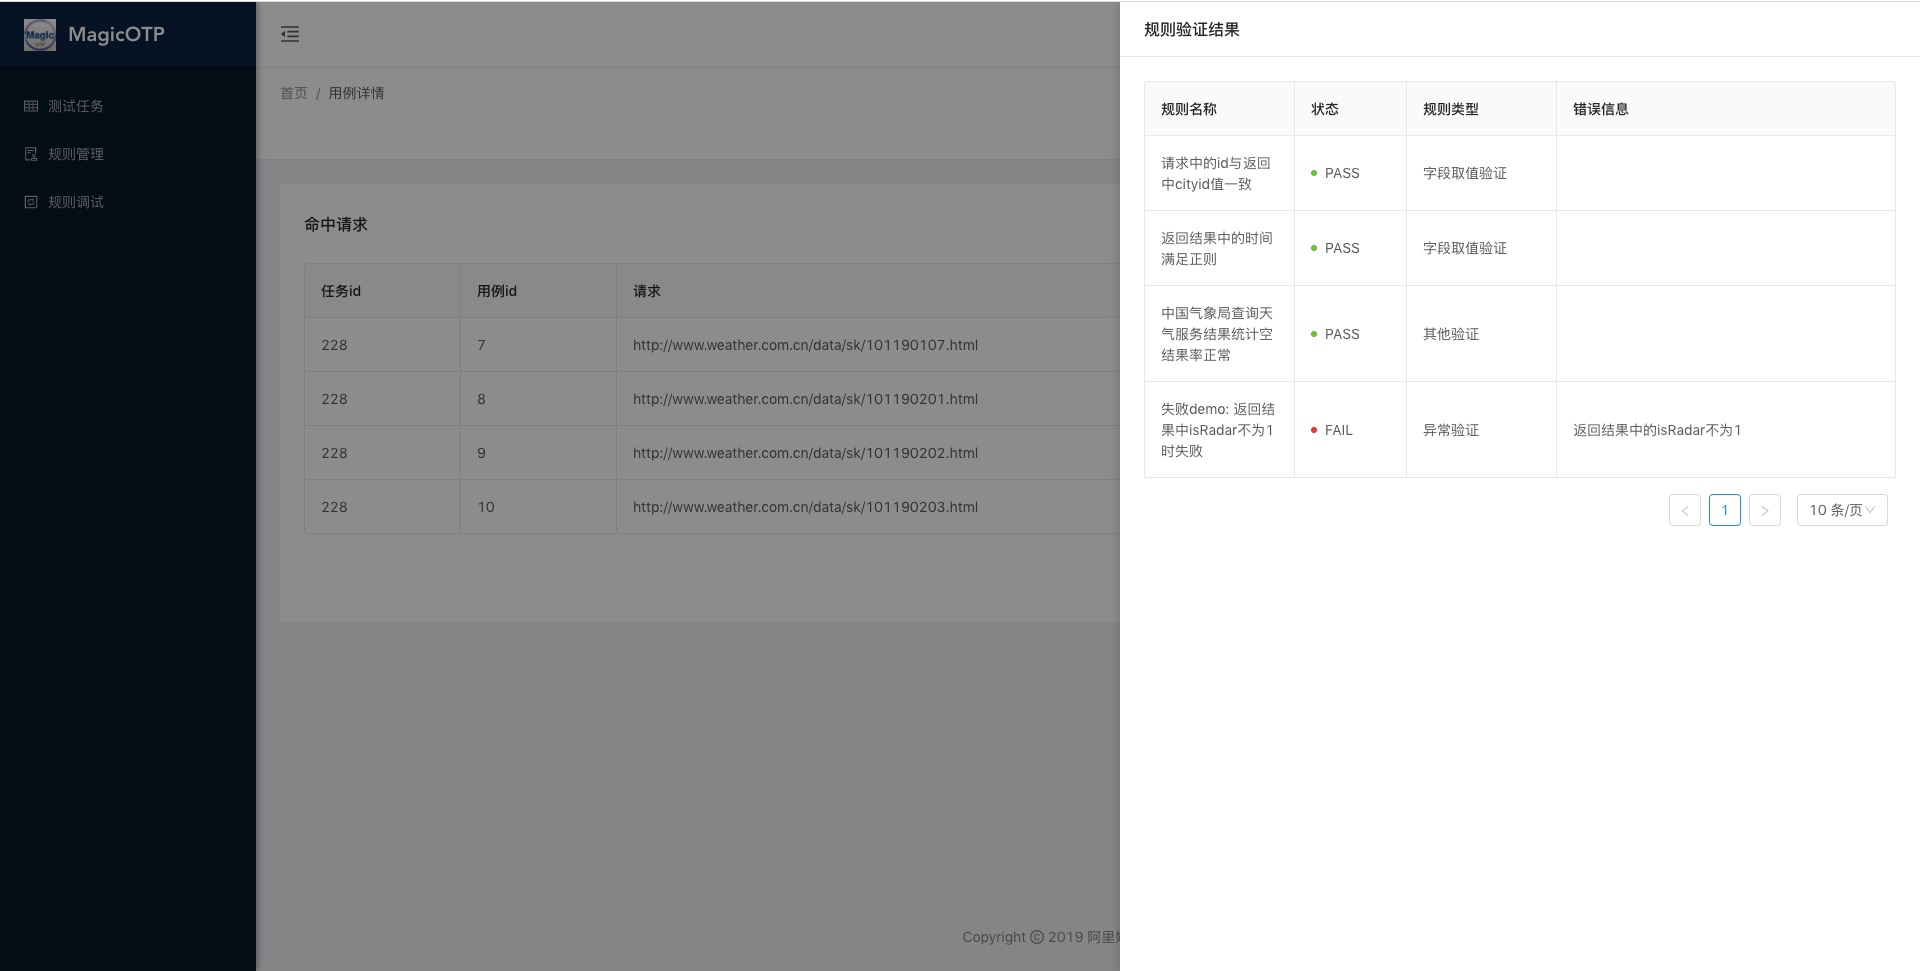 Magic
MagicOTP
测试任务
规则管理
规则调试
首页 / 用例详情
命中请求
任务id 用例id 请求
228 7 http://www.weather.com.cn/data/sk/101190107.html
228 8 http://www.weather.com.cn/data/sk/101190201.html
228 9 http://www.weather.com.cn/data/sk/101190202.html
228 10 http://www.weather.com.cn/data/sk/101190203.html
Copyright © 2019 阿里
规则验证结果
规则名称 状态 规则类型 错误信息
请求中的id与返回
中cityid值一致
PASS 字段取值验证
返回结果中的时间
满足正则
PASS 字段取值验证
中国气象局查询天
气服务结果统计空
结果率正常
PASS 其他验证
失败demo: 返回结
果中isRadar不为1
时失败
FAIL 异常验证 返回结果中的isRadar不为1
< 1 > 10 条/页